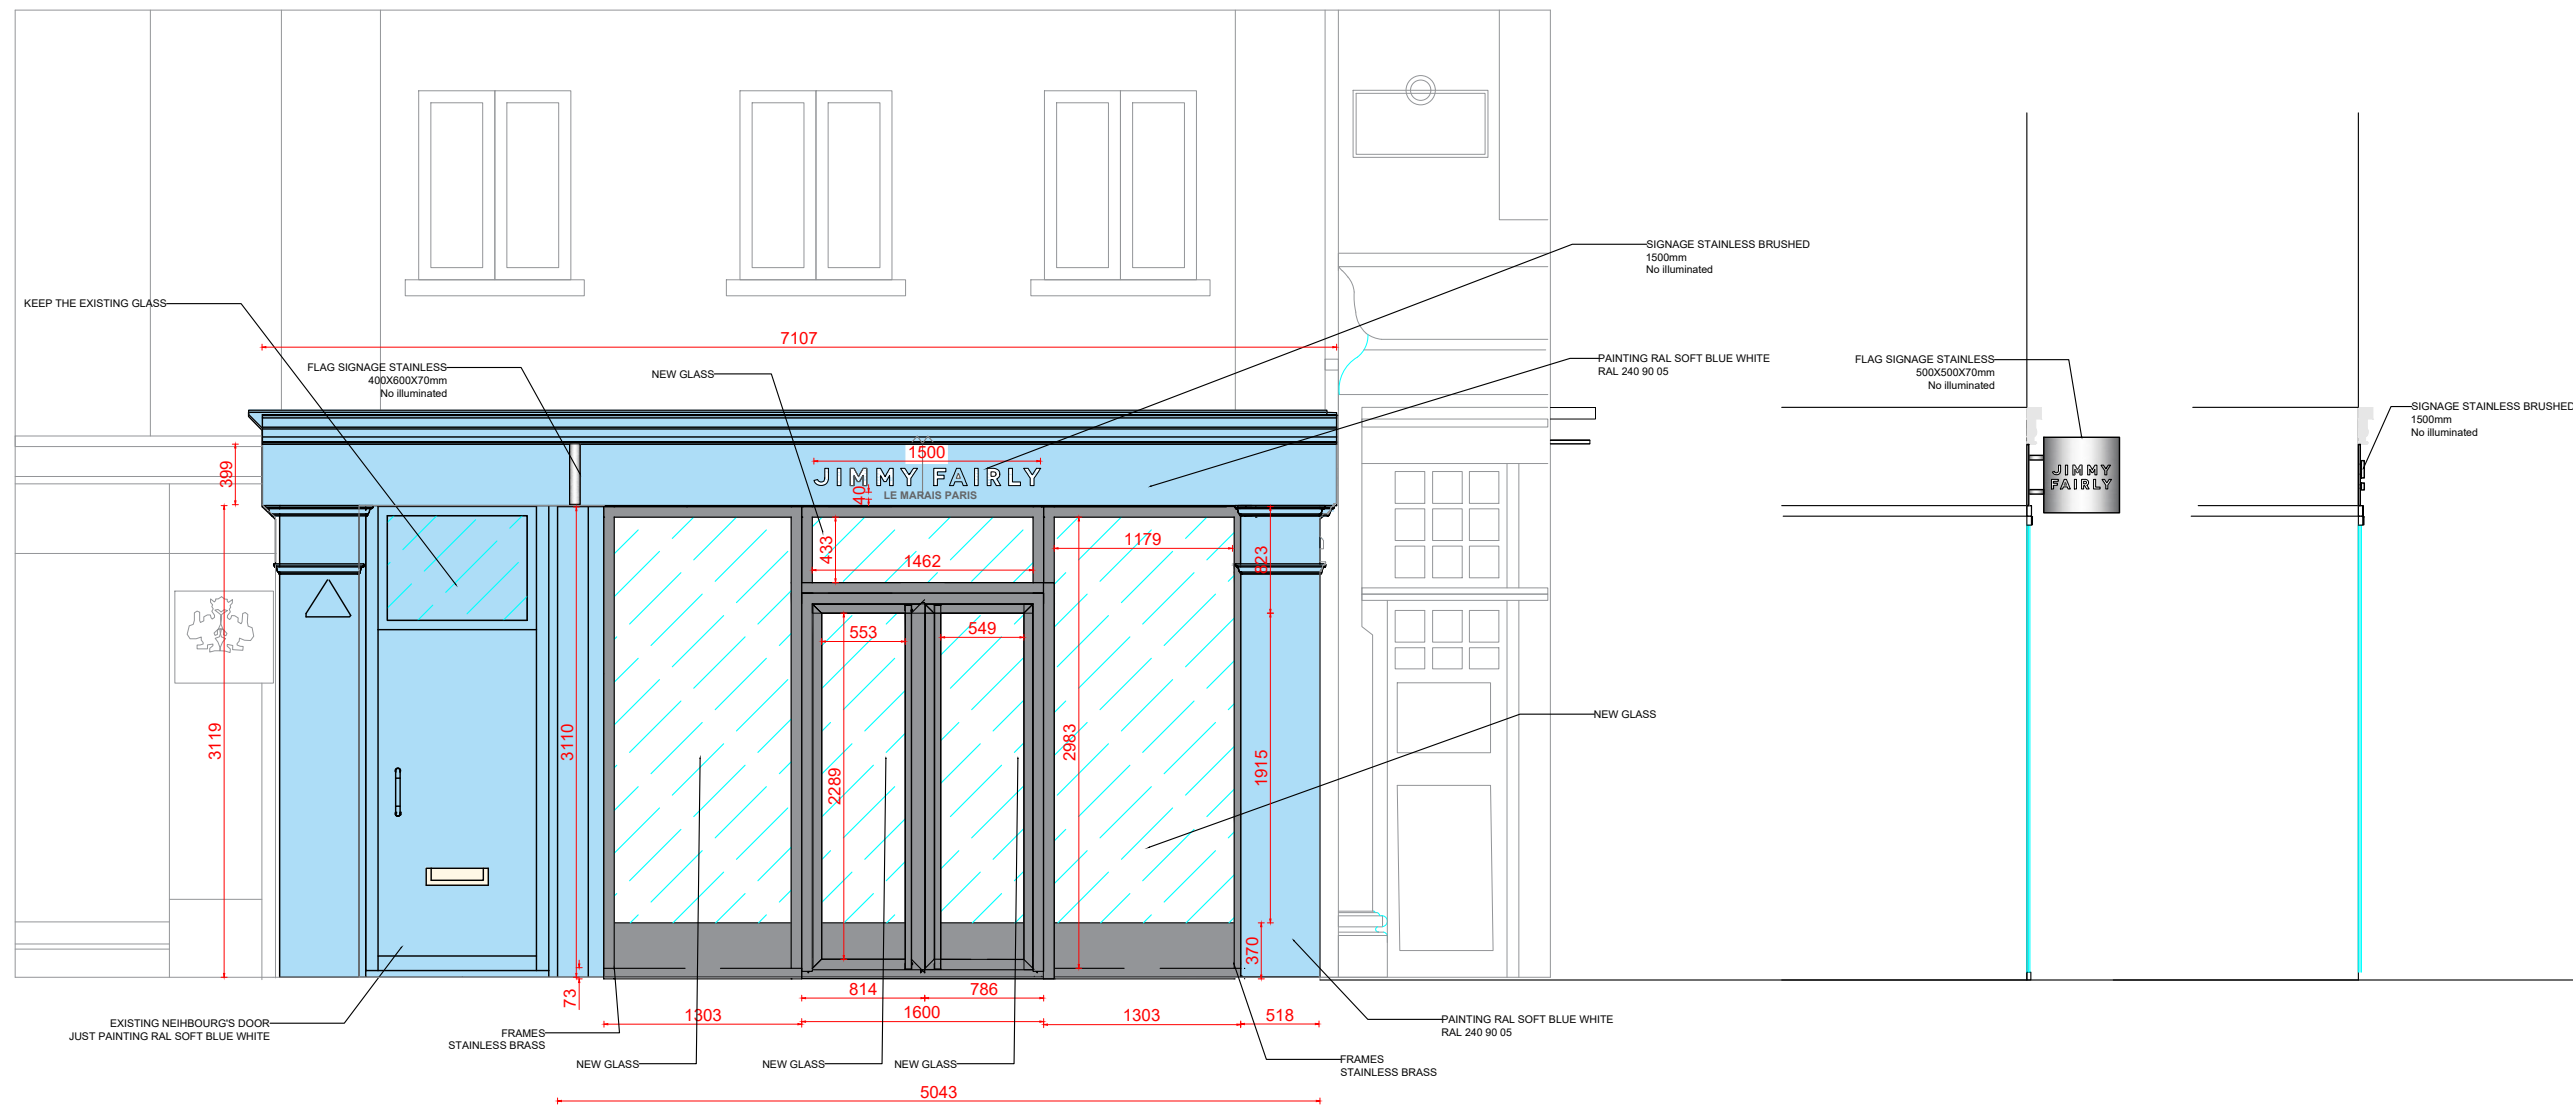 SIGNAGE STAINLESS BRUSHED
1500mm
No illuminated
KEEP THE EXISTING GLASS
7107
FLAG SIGNAGE STAINLESS
400X600X70mm
No illuminated
NEW GLASS
PAINTING RAL SOFT BLUE WHITE
RAL 240 90 05
FLAG SIGNAGE STAINLESS
500X500X70mm
No illuminated
SIGNAGE STAINLESS BRUSHED
1500mm
No illuminated
399
1500
JIMMY FAIRLY
40
LE MARAIS PARIS
JIMMY
FAIRLY
433
1462
1179
823
553
549
3119
3110
2289
2983
1915
NEW GLASS
370
73
814
786
1303
1600
1303
518
EXISTING NEIHBOURG'S DOOR
JUST PAINTING RAL SOFT BLUE WHITE
FRAMES
STAINLESS BRASS
NEW GLASS
NEW GLASS
NEW GLASS
PAINTING RAL SOFT BLUE WHITE
RAL 240 90 05
FRAMES
STAINLESS BRASS
5043